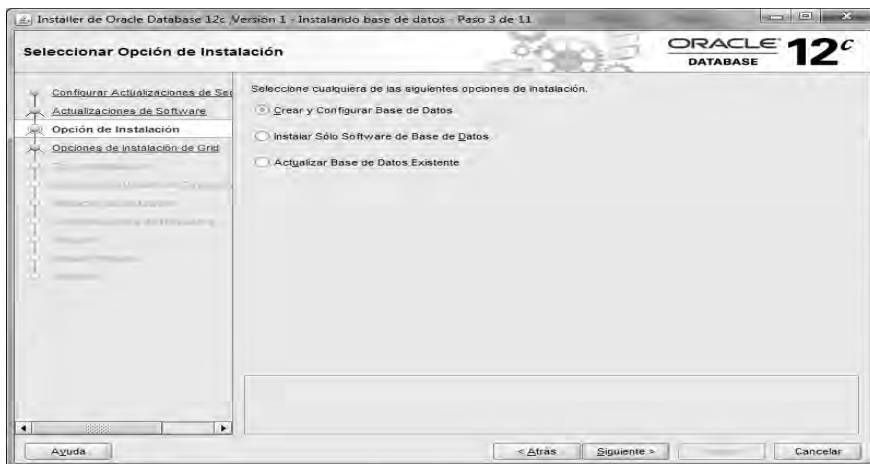 Installer de Oracle Database 12c Versión 1 - Instalando base de datos - Paso 3 de 11
Seleccionar Opción de Instalación
ORACLE
DATABASE
12c
Configurar Actualizaciones de Seg
Actualizaciones de Software
Opción de Instalación
Opciones de Instalación de Grid
Seleccione cualquiera de las siguientes opciones de instalación.
Crear y Configurar Base de Datos
Instalar Sólo Software de Base de Datos
Actualizar Base de Datos Existente
Ayuda
< Atrás
Siguiente >
Cancelar